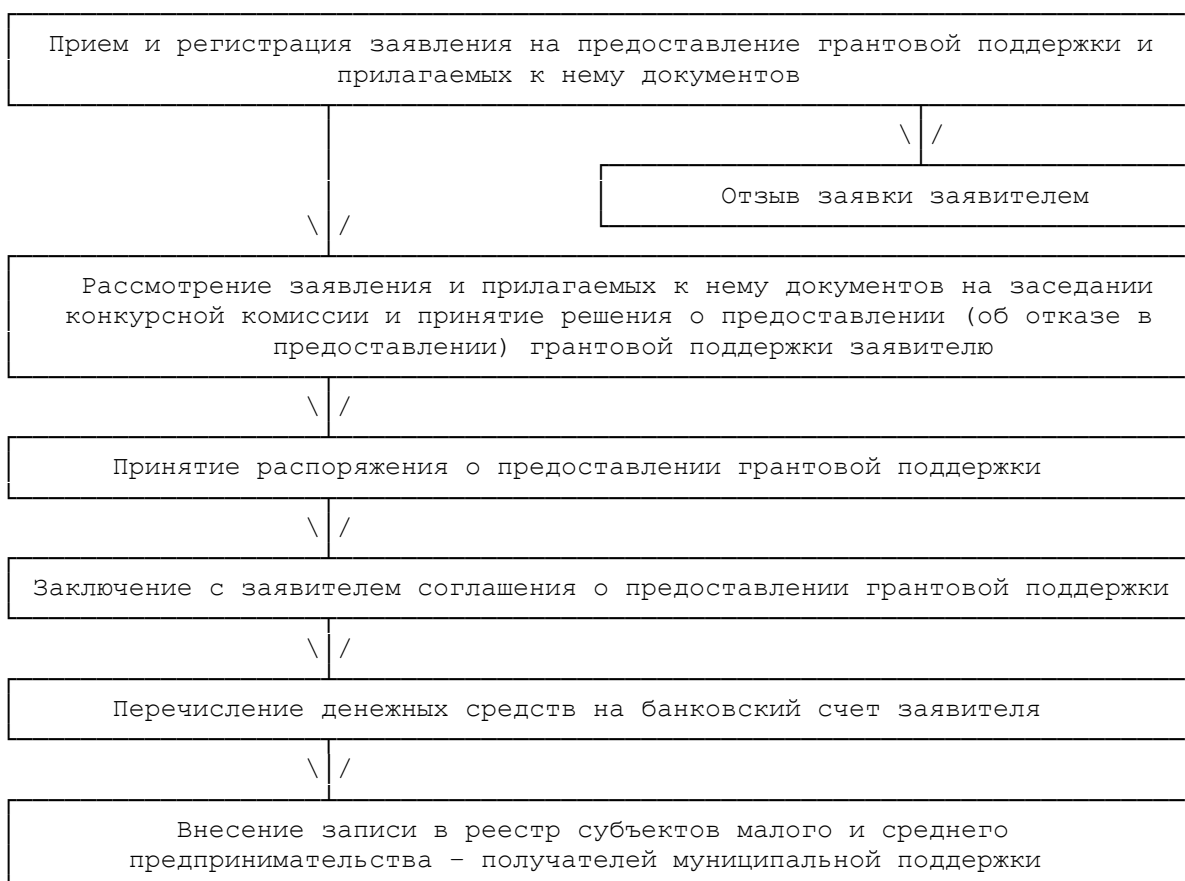 Прием и регистрация заявления на предоставление грантовой поддержки и
прилагаемых к нему документов
Отзыв заявки заявителем
Рассмотрение заявления и прилагаемых к нему документов на заседании
конкурсной комиссии и принятие решения о предоставлении (об отказе в
предоставлении) грантовой поддержки заявителю
Принятие распоряжения о предоставлении грантовой поддержки
Заключение с заявителем соглашения о предоставлении грантовой поддержки
Перечисление денежных средств на банковский счет заявителя
Внесение записи в реестр субъектов малого и среднего
предпринимательства – получателей муниципальной поддержки